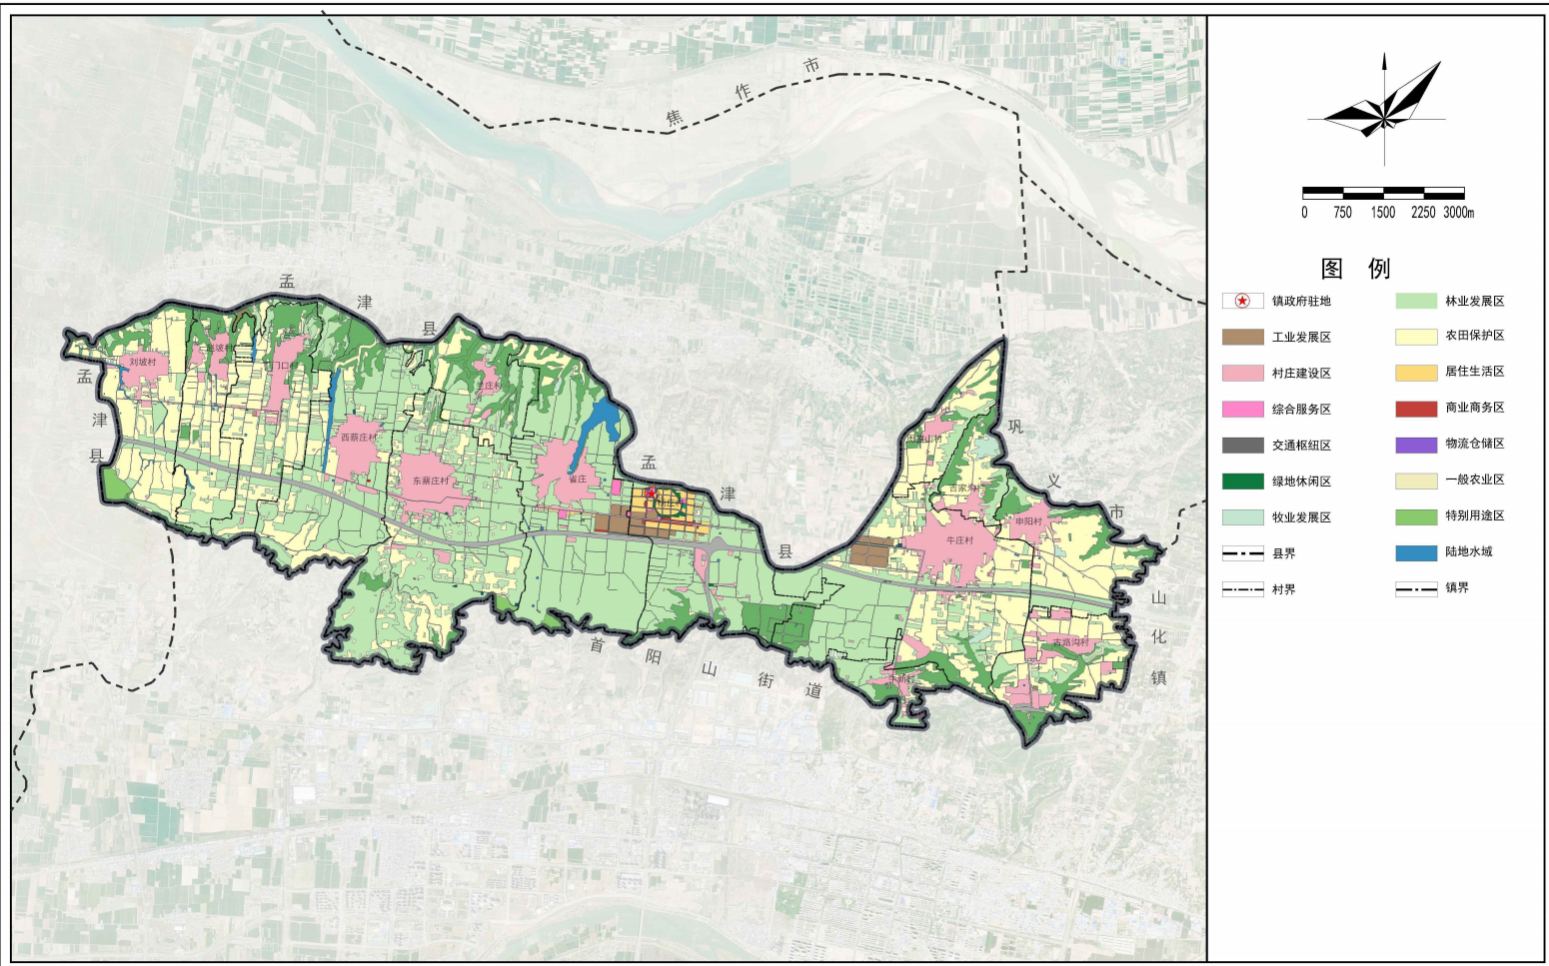 焦作市
孟津县
孟津县
孟津县
巩义市
山化镇
首阳山街道
刘坡村
西蔡庄村
东蔡庄村
省庄
牛庄村
申阳村
古路沟村
0 750 1500 2250 3000m
图 例
镇政府驻地
林业发展区
工业发展区
农田保护区
村庄建设区
居住生活区
综合服务区
商业商务区
交通枢纽区
物流仓储区
绿地休闲区
一般农业区
牧业发展区
特别用途区
县界
陆地水域
村界
镇界